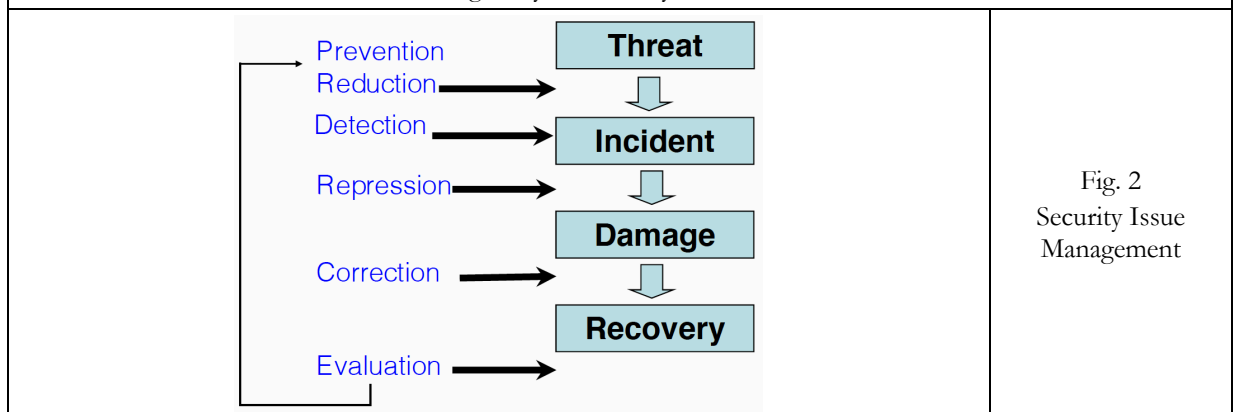 Prevention
Threat
Reduction
Detection
Incident
Repression
Damage
Correction
Recovery
Evaluation
Fig. 2
Security Issue
Management